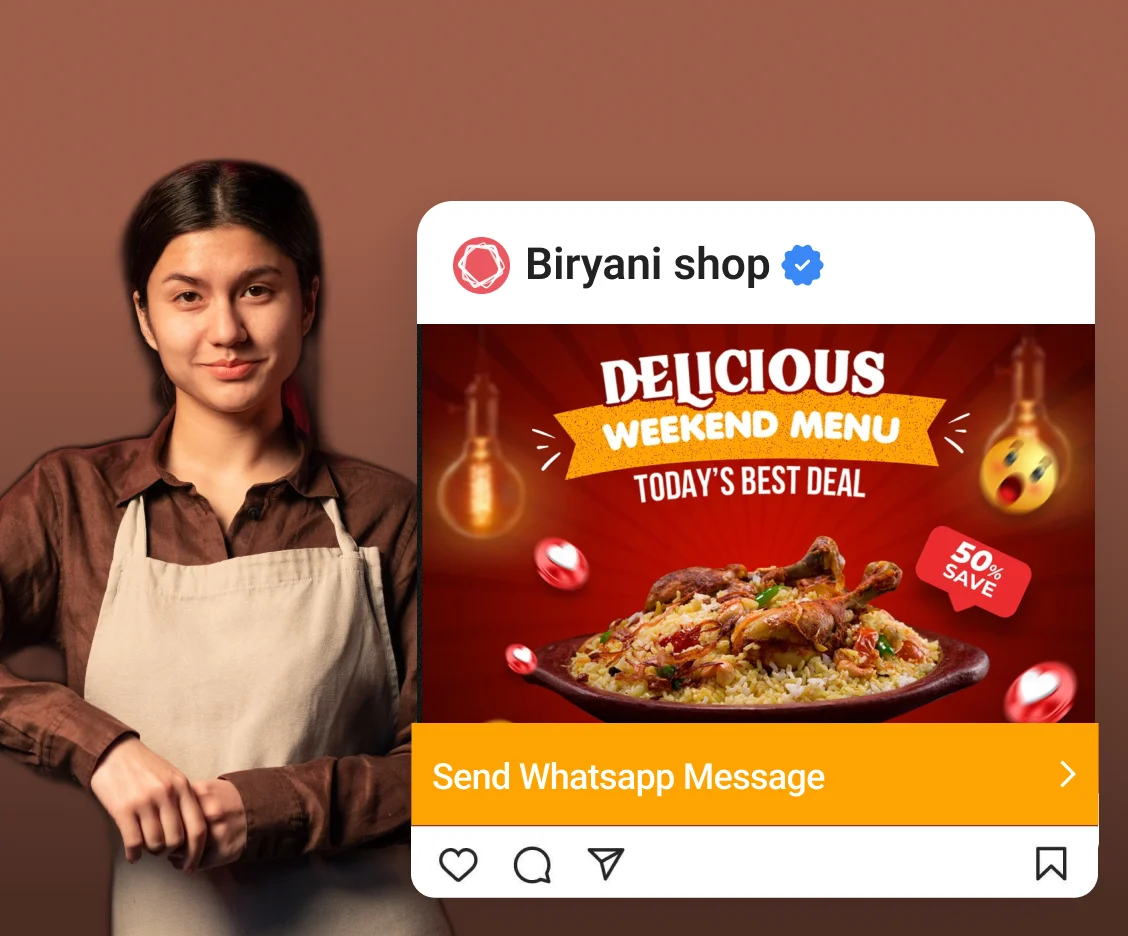 Biryani shop
DELICIOUS
WEEKEND MENU
TODAY'S BEST DEAL
50%
SAVE
Send Whatsapp Message